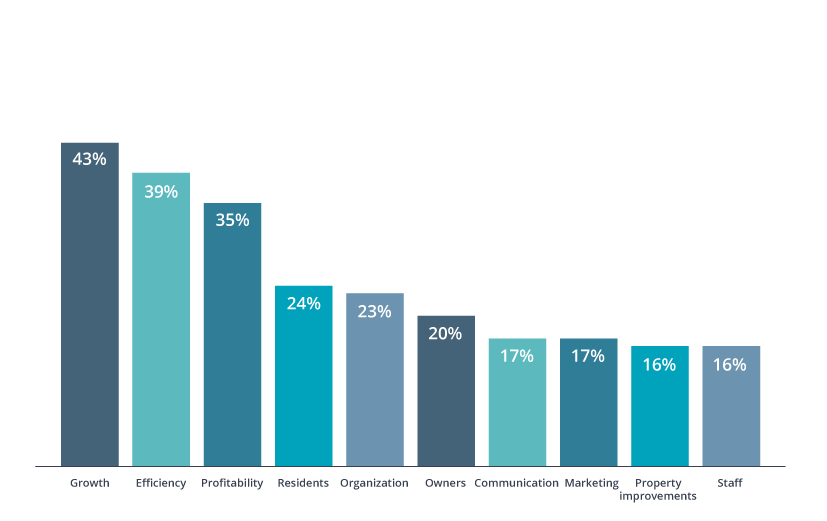 43%
39%
35%
24%
23%
20%
17%
17%
16%
16%
Growth
Efficiency
Profitability
Residents
Organization
Owners
Communication
Marketing
Property
improvements
Staff